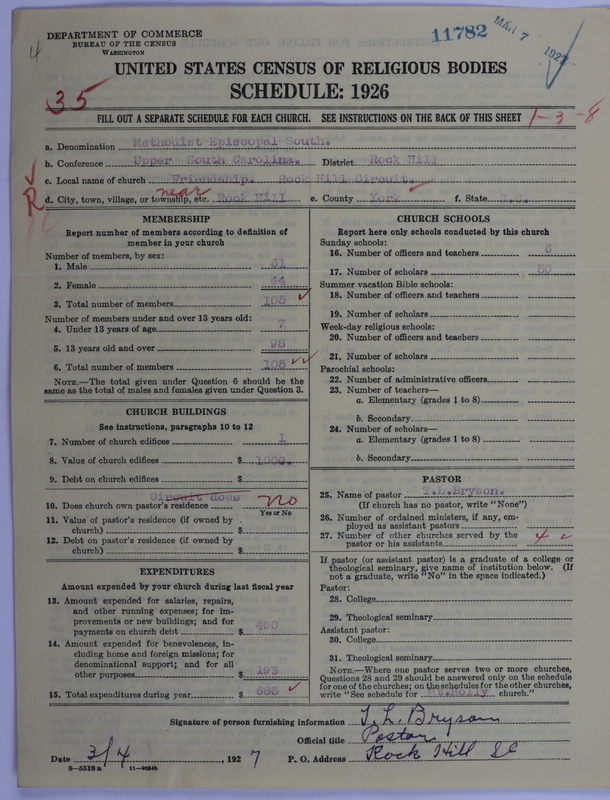 DEPARTMENT OF COMMERCE
BUREAU OF THE CENSUS
WASHINGTON
4
11782
MAR 7 1927
UNITED STATES CENSUS OF RELIGIOUS BODIES
SCHEDULE: 1926
35
FILL OUT A SEPARATE SCHEDULE FOR EACH CHURCH. SEE INSTRUCTIONS ON THE BACK OF THIS SHEET
1-3-8
a. Denomination Methodist Episcopal South.
b. Conference Upper South Carolina. District Rock Hill
c. Local name of church Friendship. Rock Hill Circuit.
R
d. City, town, village, or township, etc. near Rock Hill e. County York f. State S.C.
MEMBERSHIP
Report number of members according to definition of
member in your church
Number of members, by sex:
1. Male 61
2. Female 44
3. Total number of members 105
Number of members under and over 13 years old:
4. Under 13 years of age 7
5. 13 years old and over 98
6. Total number of members 105
NOTE.—The total given under Question 6 should be the
same as the total of males and females given under Question 3.
CHURCH BUILDINGS
See instructions, paragraphs 10 to 12
7. Number of church edifices 1
8. Value of church edifices $ 1000.
9. Debt on church edifices $
Circuit does
10. Does church own pastor's residence no
Yes or No
11. Value of pastor's residence (if owned by
church) $
12. Debt on pastor's residence (if owned by
church) $
EXPENDITURES
Amount expended by your church during last fiscal year
13. Amount expended for salaries, repairs,
and other running expenses; for im-
provements or new buildings; and for
payments on church debt $ 490
14. Amount expended for benevolences, in-
cluding home and foreign missions; for
denominational support; and for all
other purposes $ 193
15. Total expenditures during year $ 683
CHURCH SCHOOLS
Report here only schools conducted by this church
Sunday schools:
16. Number of officers and teachers 6
17. Number of scholars 50
Summer vacation Bible schools:
18. Number of officers and teachers
19. Number of scholars
Week-day religious schools:
20. Number of officers and teachers
21. Number of scholars
Parochial schools:
22. Number of administrative officers
23. Number of teachers—
a. Elementary (grades 1 to 8)
b. Secondary
24. Number of scholars—
a. Elementary (grades 1 to 8)
b. Secondary
PASTOR
25. Name of pastor T.L.Bryson.
(If church has no pastor, write "None")
26. Number of ordained ministers, if any, em-
ployed as assistant pastors
27. Number of other churches served by the
pastor or his assistants 4
If pastor (or assistant pastor) is a graduate of a college or
theological seminary, give name of institution below. (If
not a graduate, write "No" in the space indicated.)
Pastor:
28. College
29. Theological seminary
Assistant pastor:
30. College
31. Theological seminary
NOTE.—Where one pastor serves two or more churches,
Questions 28 and 29 should be answered only on the schedule
for one of the churches; on the schedules for the other churches,
write "See schedule for Mt.Holly church."
Signature of person furnishing information T. L. Bryson
Official title Pastor
Date 3/4, 1927 P. O. Address Rock Hill SC
8—5518a 11—9054b